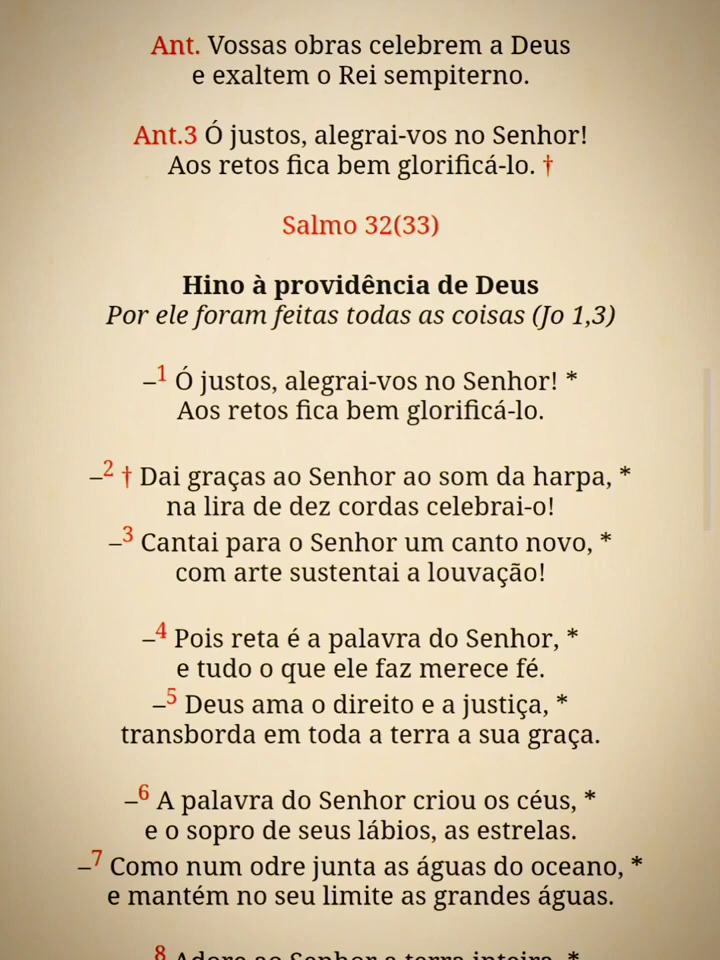 Ant. Vossas obras celebrem a Deus
e exaltem o Rei sempiterno.
Ant.3 Ó justos, alegrai-vos no Senhor!
Aos retos fica bem glorificá-lo. †
Salmo 32(33)
Hino à providência de Deus
Por ele foram feitas todas as coisas (Jo 1,3)
–1 Ó justos, alegrai-vos no Senhor! *
Aos retos fica bem glorificá-lo.
–2 † Dai graças ao Senhor ao som da harpa, *
na lira de dez cordas celebrai-o!
–3 Cantai para o Senhor um canto novo, *
com arte sustentai a louvação!
–4 Pois reta é a palavra do Senhor, *
e tudo o que ele faz merece fé.
–5 Deus ama o direito e a justiça, *
transborda em toda a terra a sua graça.
–6 A palavra do Senhor criou os céus, *
e o sopro de seus lábios, as estrelas.
–7 Como num odre junta as águas do oceano, *
e mantém no seu limite as grandes águas.
8 Adore ao Senhor a terra inteira, *